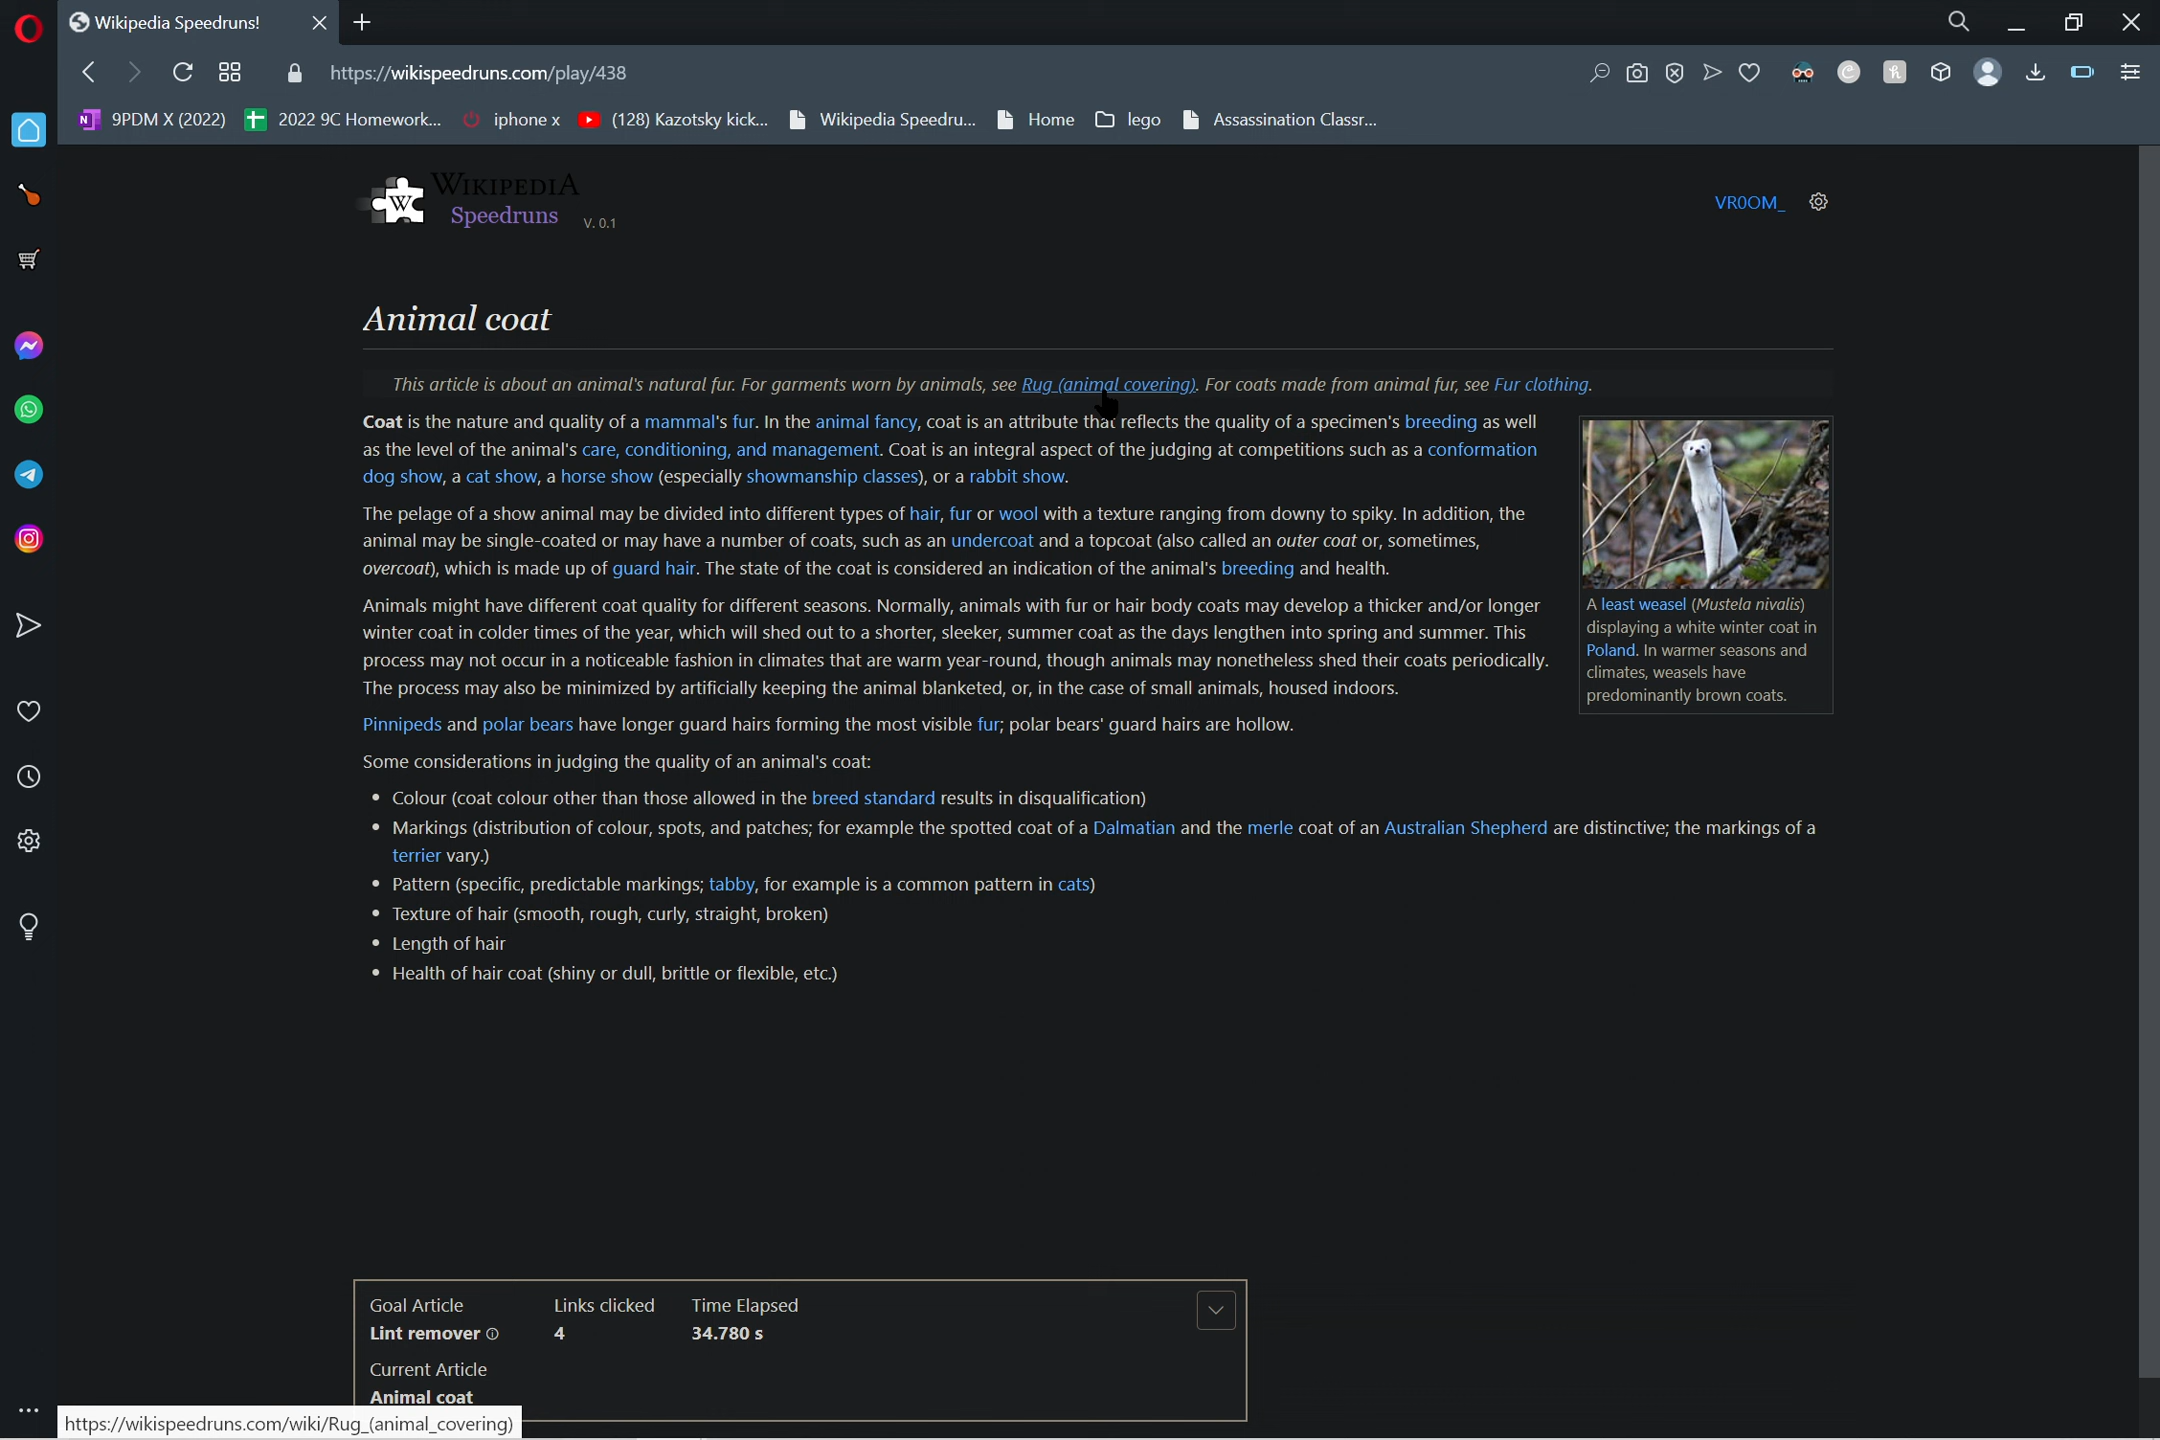 Wikipedia Speedruns!
https://wikispeedruns.com/play/438
9PDM X (2022) 2022 9C Homework... iphone x (128) Kazotsky kick... Wikipedia Speedru... Home lego Assassination Classr...
WIKIPEDIA
Speedruns V. 0.1
VR0OM_
Animal coat
This article is about an animal's natural fur. For garments worn by animals, see Rug (animal covering). For coats made from animal fur, see Fur clothing.
Coat is the nature and quality of a mammal's fur. In the animal fancy, coat is an attribute that reflects the quality of a specimen's breeding as well
as the level of the animal's care, conditioning, and management. Coat is an integral aspect of the judging at competitions such as a conformation
dog show, a cat show, a horse show (especially showmanship classes), or a rabbit show.
The pelage of a show animal may be divided into different types of hair, fur or wool with a texture ranging from downy to spiky. In addition, the
animal may be single-coated or may have a number of coats, such as an undercoat and a topcoat (also called an outer coat or, sometimes,
overcoat), which is made up of guard hair. The state of the coat is considered an indication of the animal's breeding and health.
Animals might have different coat quality for different seasons. Normally, animals with fur or hair body coats may develop a thicker and/or longer
winter coat in colder times of the year, which will shed out to a shorter, sleeker, summer coat as the days lengthen into spring and summer. This
process may not occur in a noticeable fashion in climates that are warm year-round, though animals may nonetheless shed their coats periodically.
The process may also be minimized by artificially keeping the animal blanketed, or, in the case of small animals, housed indoors.
Pinnipeds and polar bears have longer guard hairs forming the most visible fur; polar bears' guard hairs are hollow.
A least weasel (Mustela nivalis)
displaying a white winter coat in
Poland. In warmer seasons and
climates, weasels have
predominantly brown coats.
Some considerations in judging the quality of an animal's coat:
• Colour (coat colour other than those allowed in the breed standard results in disqualification)
• Markings (distribution of colour, spots, and patches; for example the spotted coat of a Dalmatian and the merle coat of an Australian Shepherd are distinctive; the markings of a
terrier vary.)
• Pattern (specific, predictable markings; tabby, for example is a common pattern in cats)
• Texture of hair (smooth, rough, curly, straight, broken)
• Length of hair
• Health of hair coat (shiny or dull, brittle or flexible, etc.)
Goal Article Links clicked Time Elapsed
Lint remover 4 34.780 s
Current Article
Animal coat
https://wikispeedruns.com/wiki/Rug_(animal_covering)